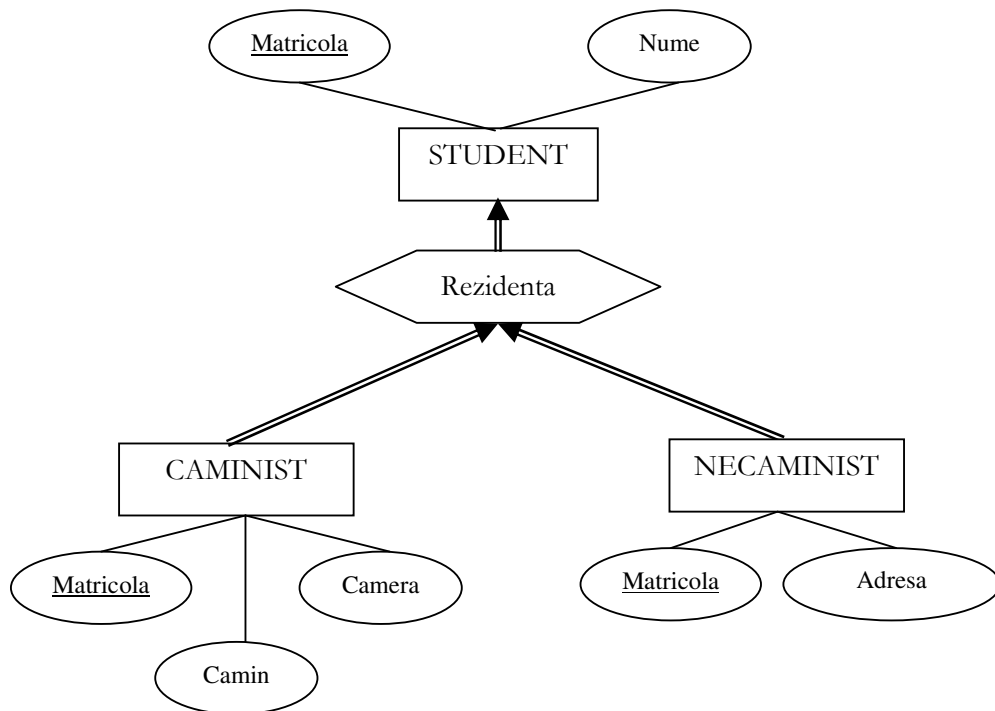 Matricola
Nume
STUDENT
Rezidenta
CAMINIST
NECAMINIST
Matricola
Camera
Matricola
Adresa
Camin